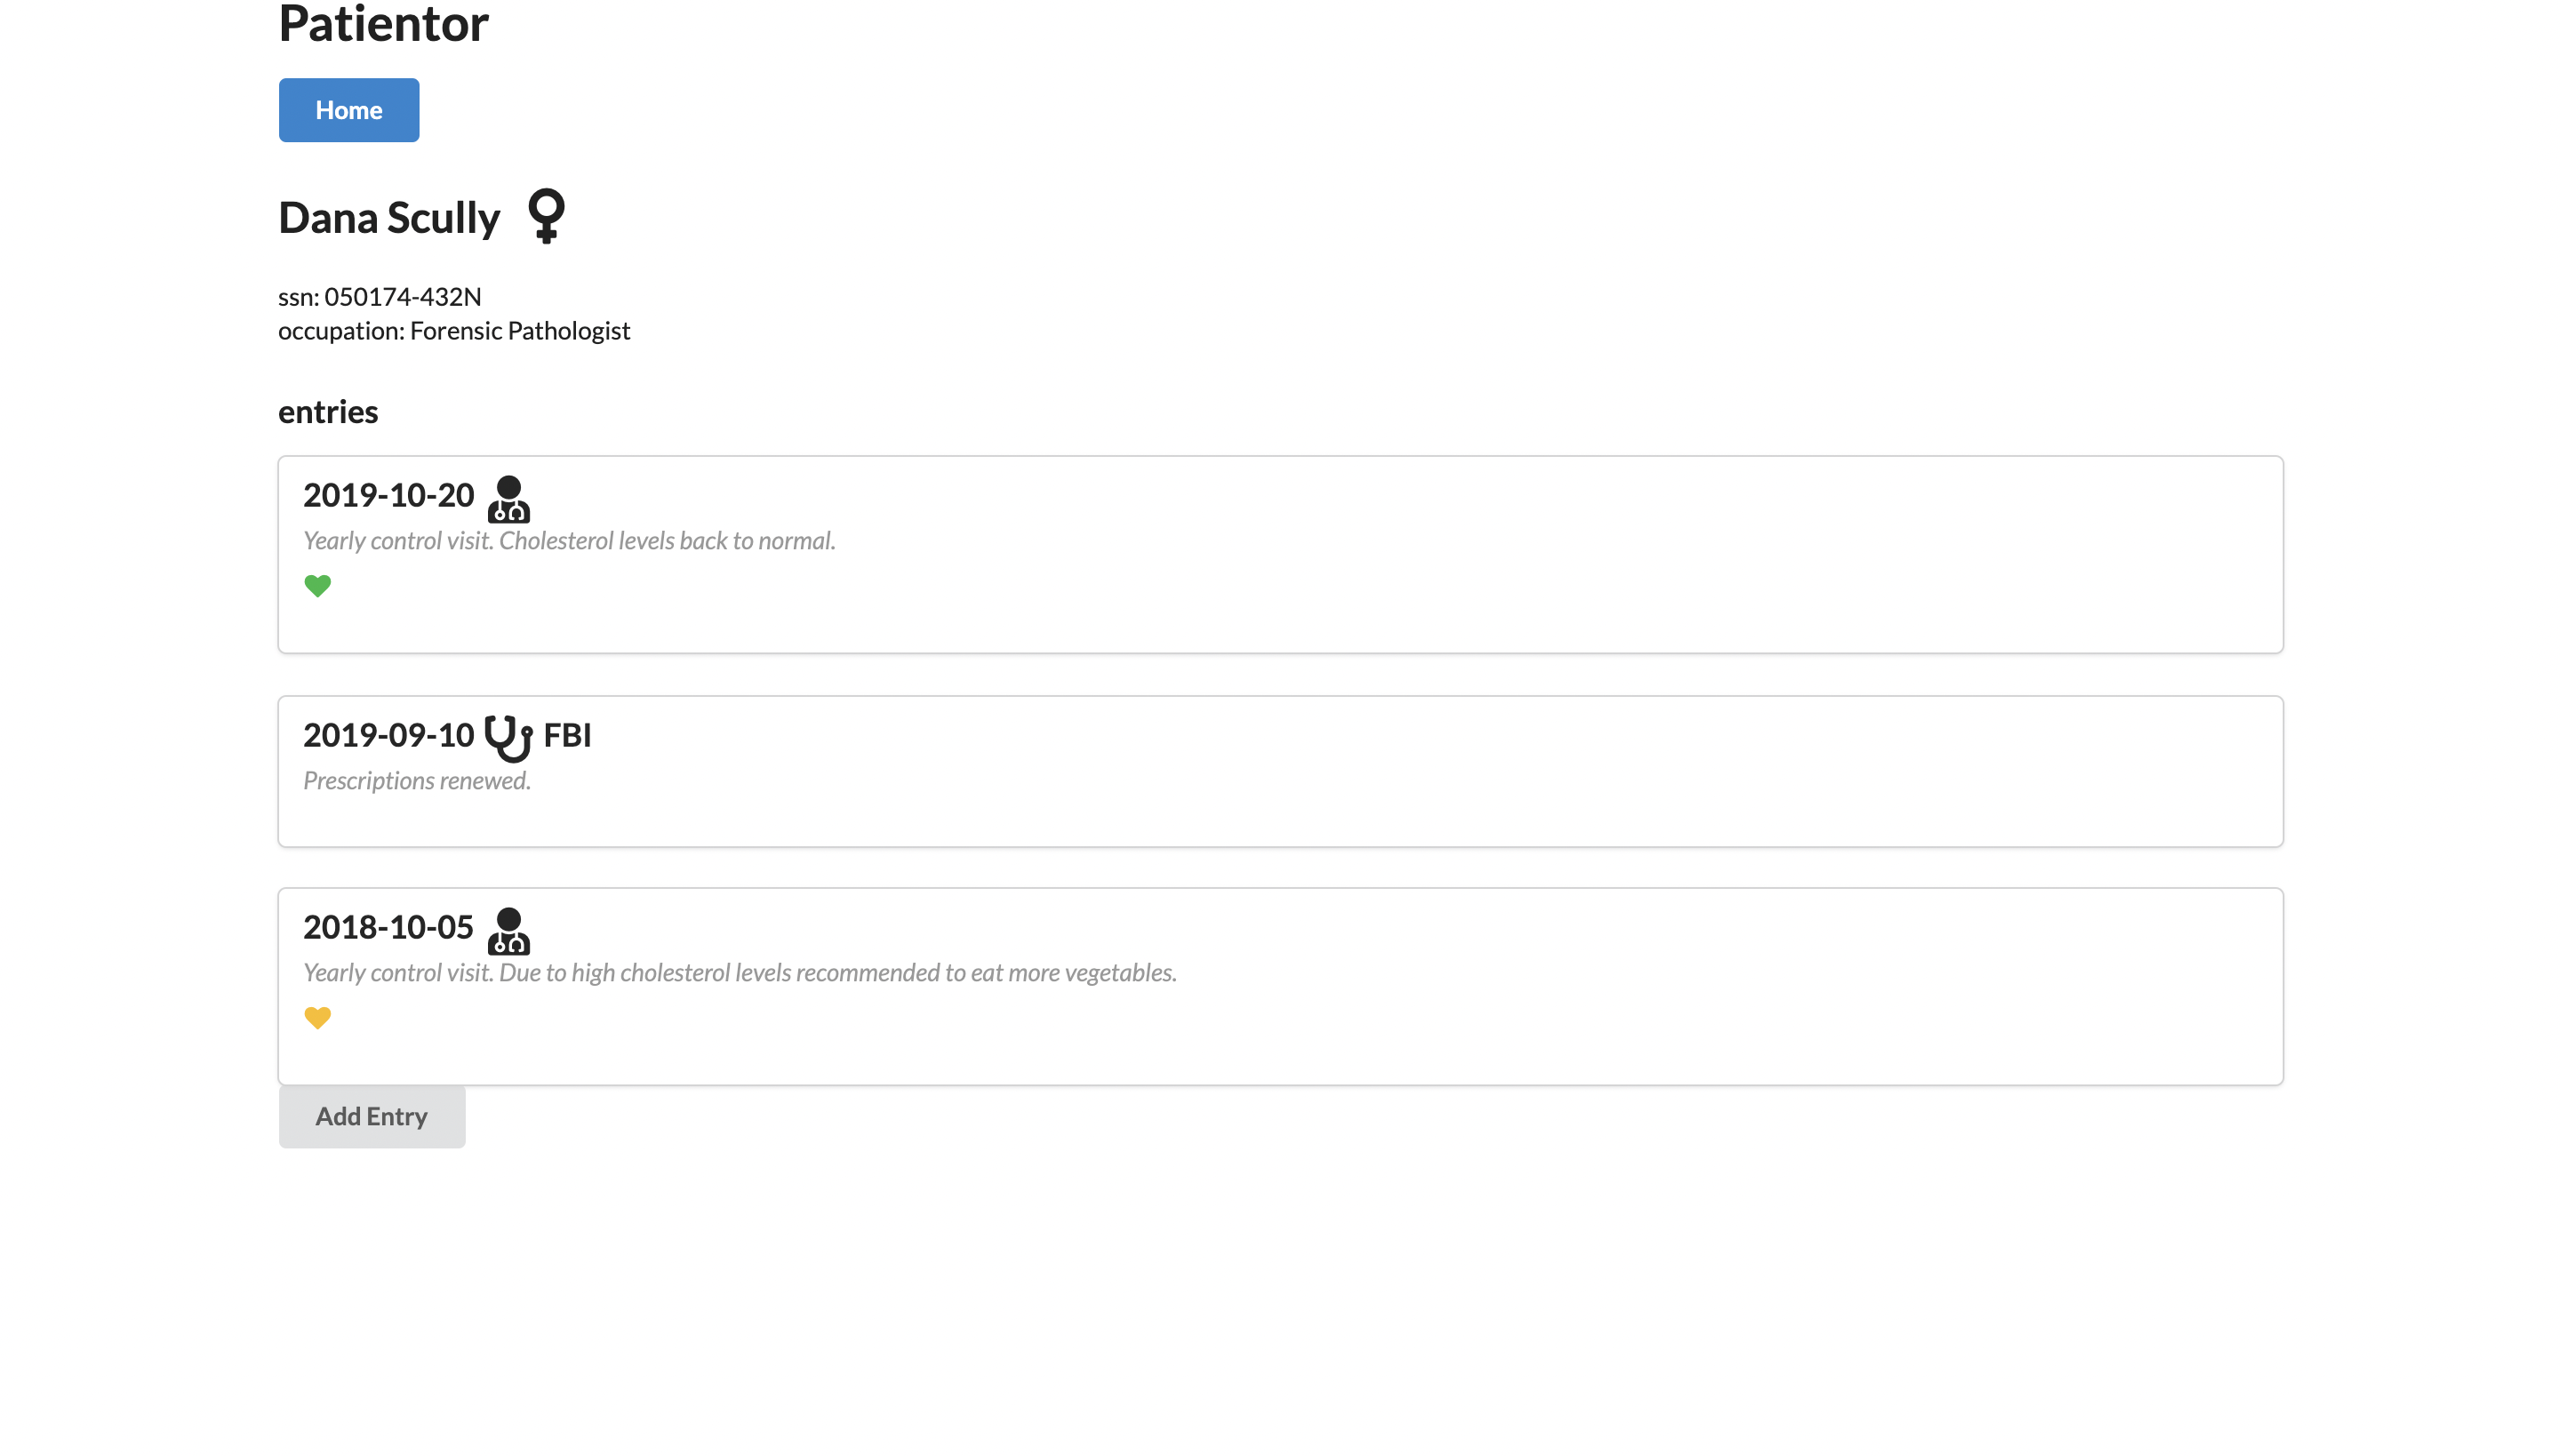 Patientor
Home
Dana Scully
ssn: 050174-432N
occupation: Forensic Pathologist
entries
2019-10-20
Yearly control visit. Cholesterol levels back to normal.
2019-09-10 FBI
Prescriptions renewed.
2018-10-05
Yearly control visit. Due to high cholesterol levels recommended to eat more vegetables.
Add Entry